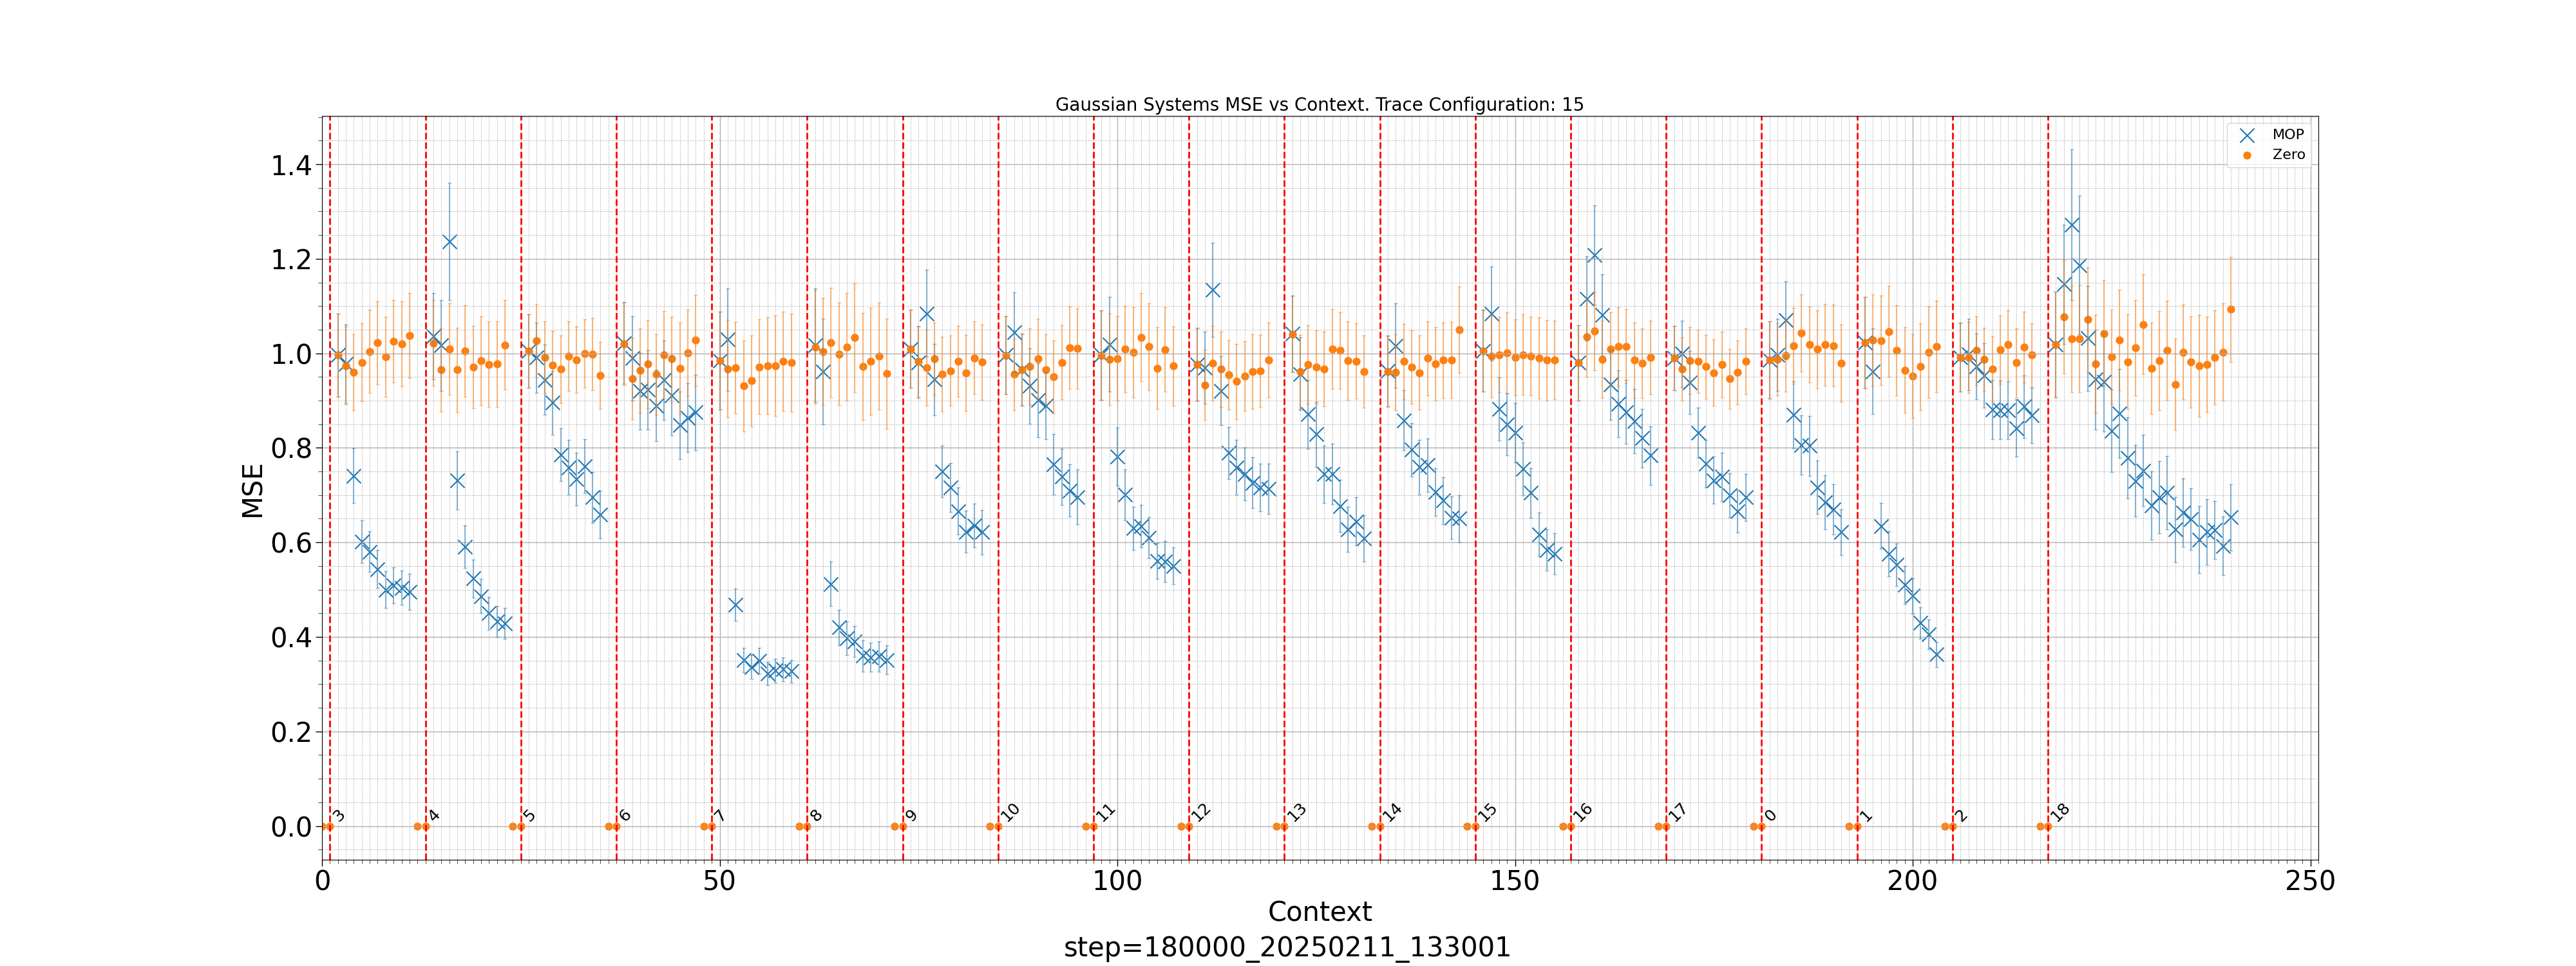 Gaussian Systems MSE vs Context. Trace Configuration: 15
MOP
Zero
1.4
1.2
1.0
0.8
0.6
0.4
0.2
0.0
MSE
3 4 5 6 7 8 9 10 11 12 13 14 15 16 17 0 1 2 18
0 50 100 150 200 250
Context
step=180000_20250211_133001